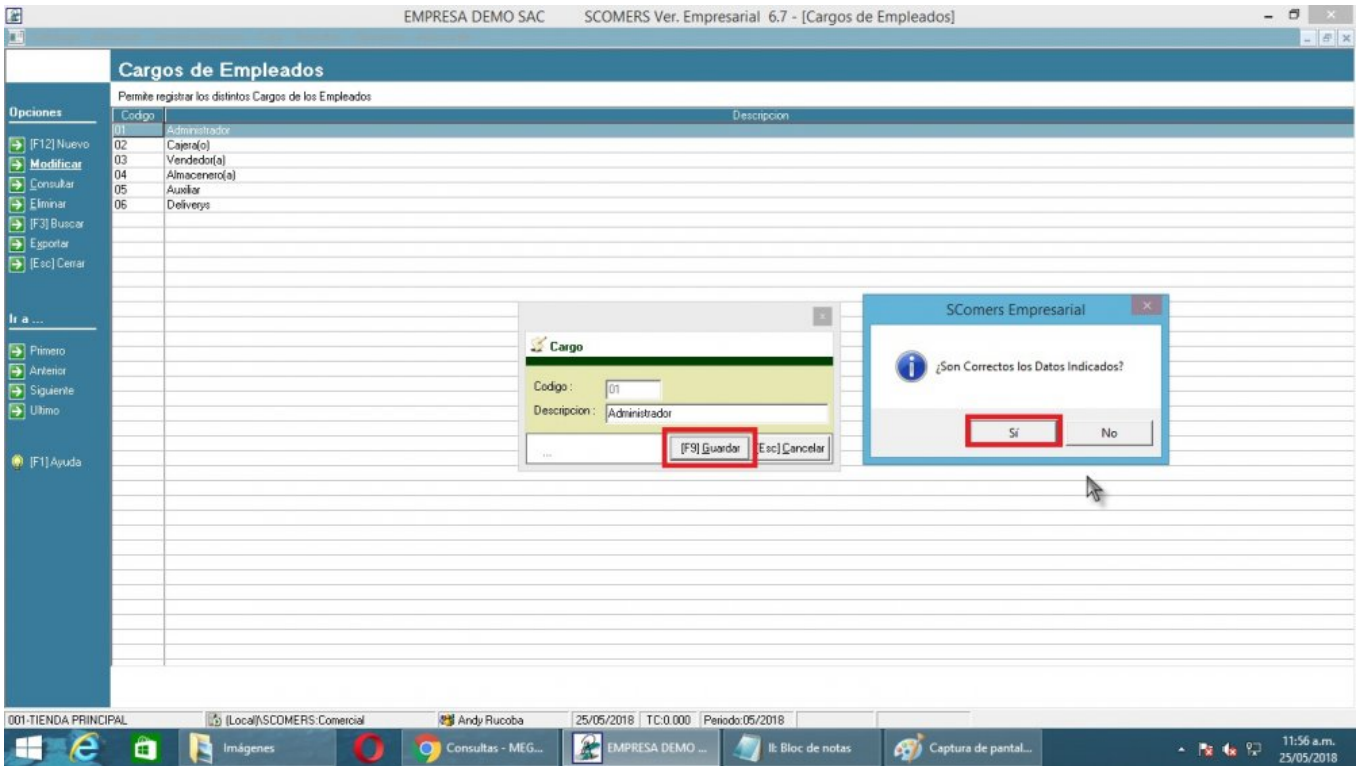 EMPRESA DEMO SAC SCOMERS Ver. Empresarial 6.7 - [Cargos de Empleados]
Cargos de Empleados
Permite registrar los distintos Cargos de los Empleados
Opciones
[F12] Nuevo
Modificar
Consultar
Eliminar
[F3] Buscar
Exportar
[Esc] Cerrar
Ir a ...
Primero
Anterior
Siguiente
Ultimo
[F1] Ayuda
Codigo Descripcion
01 Administrador
02 Cajera(o)
03 Vendedor(a)
04 Almacenero(a)
05 Auxiliar
06 Deliverys
Cargo
Codigo : 01
Descripcion : Administrador
... [F9] Guardar [Esc] Cancelar
SComers Empresarial
¿Son Correctos los Datos Indicados?
Sí No
001-TIENDA PRINCIPAL (Local)\SCOMERS:Comercial Andy Rucoba 25/05/2018 TC:0.000 Periodo:05/2018
Imágenes Consultas - MEG... EMPRESA DEMO ... Bloc de notas Captura de pantal...
11:56 a.m.
25/05/2018